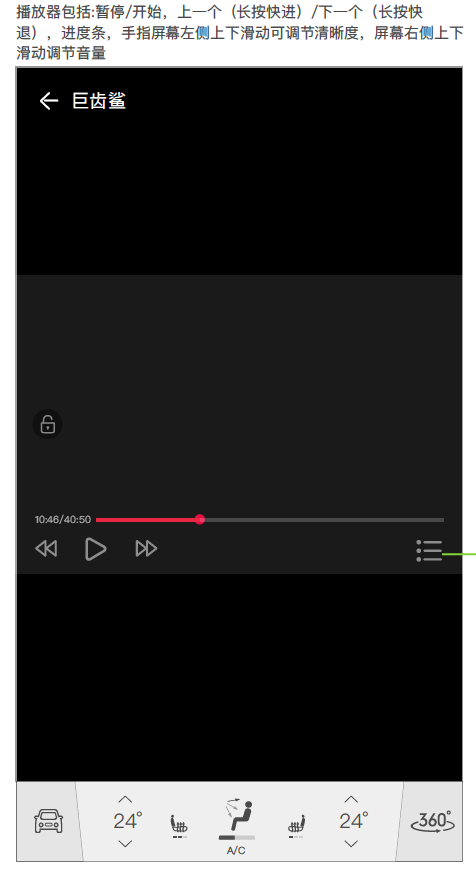 播放器包括:暂停/开始，上一个（长按快进）/下一个（长按快
退），进度条，手指屏幕左侧上下滑动可调节清晰度，屏幕右侧上下
滑动调节音量
巨齿鲨
10:46/40:50
24°
A/C
24°
360°